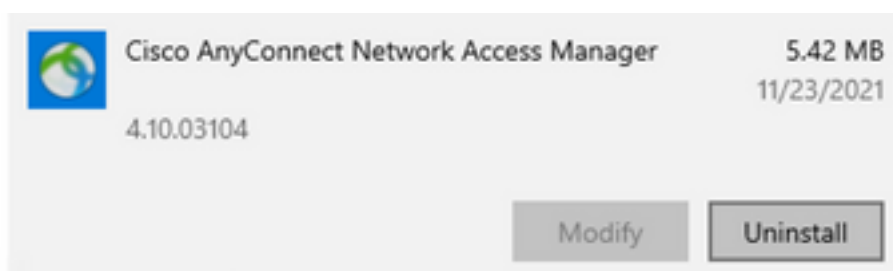 Cisco AnyConnect Network Access Manager 5.42 MB
11/23/2021
4.10.03104
Modify Uninstall